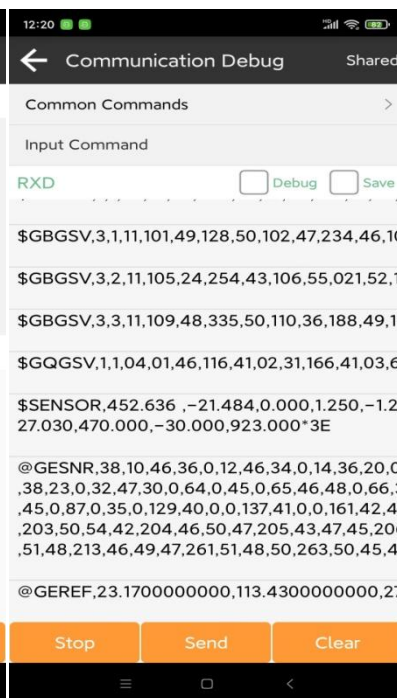 12:20
62
Communication Debug
Shared
Common Commands
Input Command
RXD
Debug
Save
$GBGSV,3,1,11,101,49,128,50,102,47,234,46,10
$GBGSV,3,2,11,105,24,254,43,106,55,021,52,1
$GBGSV,3,3,11,109,48,335,50,110,36,188,49,1
$GQGSV,1,1,04,01,46,116,41,02,31,166,41,03,6
$SENSOR,452.636 ,−21.484,0.000,1.250,−1.2
27.030,470.000,−30.000,923.000*3E
@GESNR,38,10,46,36,0,12,46,34,0,14,36,20,0
,38,23,0,32,47,30,0,64,0,45,0,65,46,48,0,66,
,45,0,87,0,35,0,129,40,0,0,137,41,0,0,161,42,4
,203,50,54,42,204,46,50,47,205,43,47,45,20
,51,48,213,46,49,47,261,51,48,50,263,50,45,4
@GEREF,23.1700000000,113.4300000000,27
Stop
Send
Clear